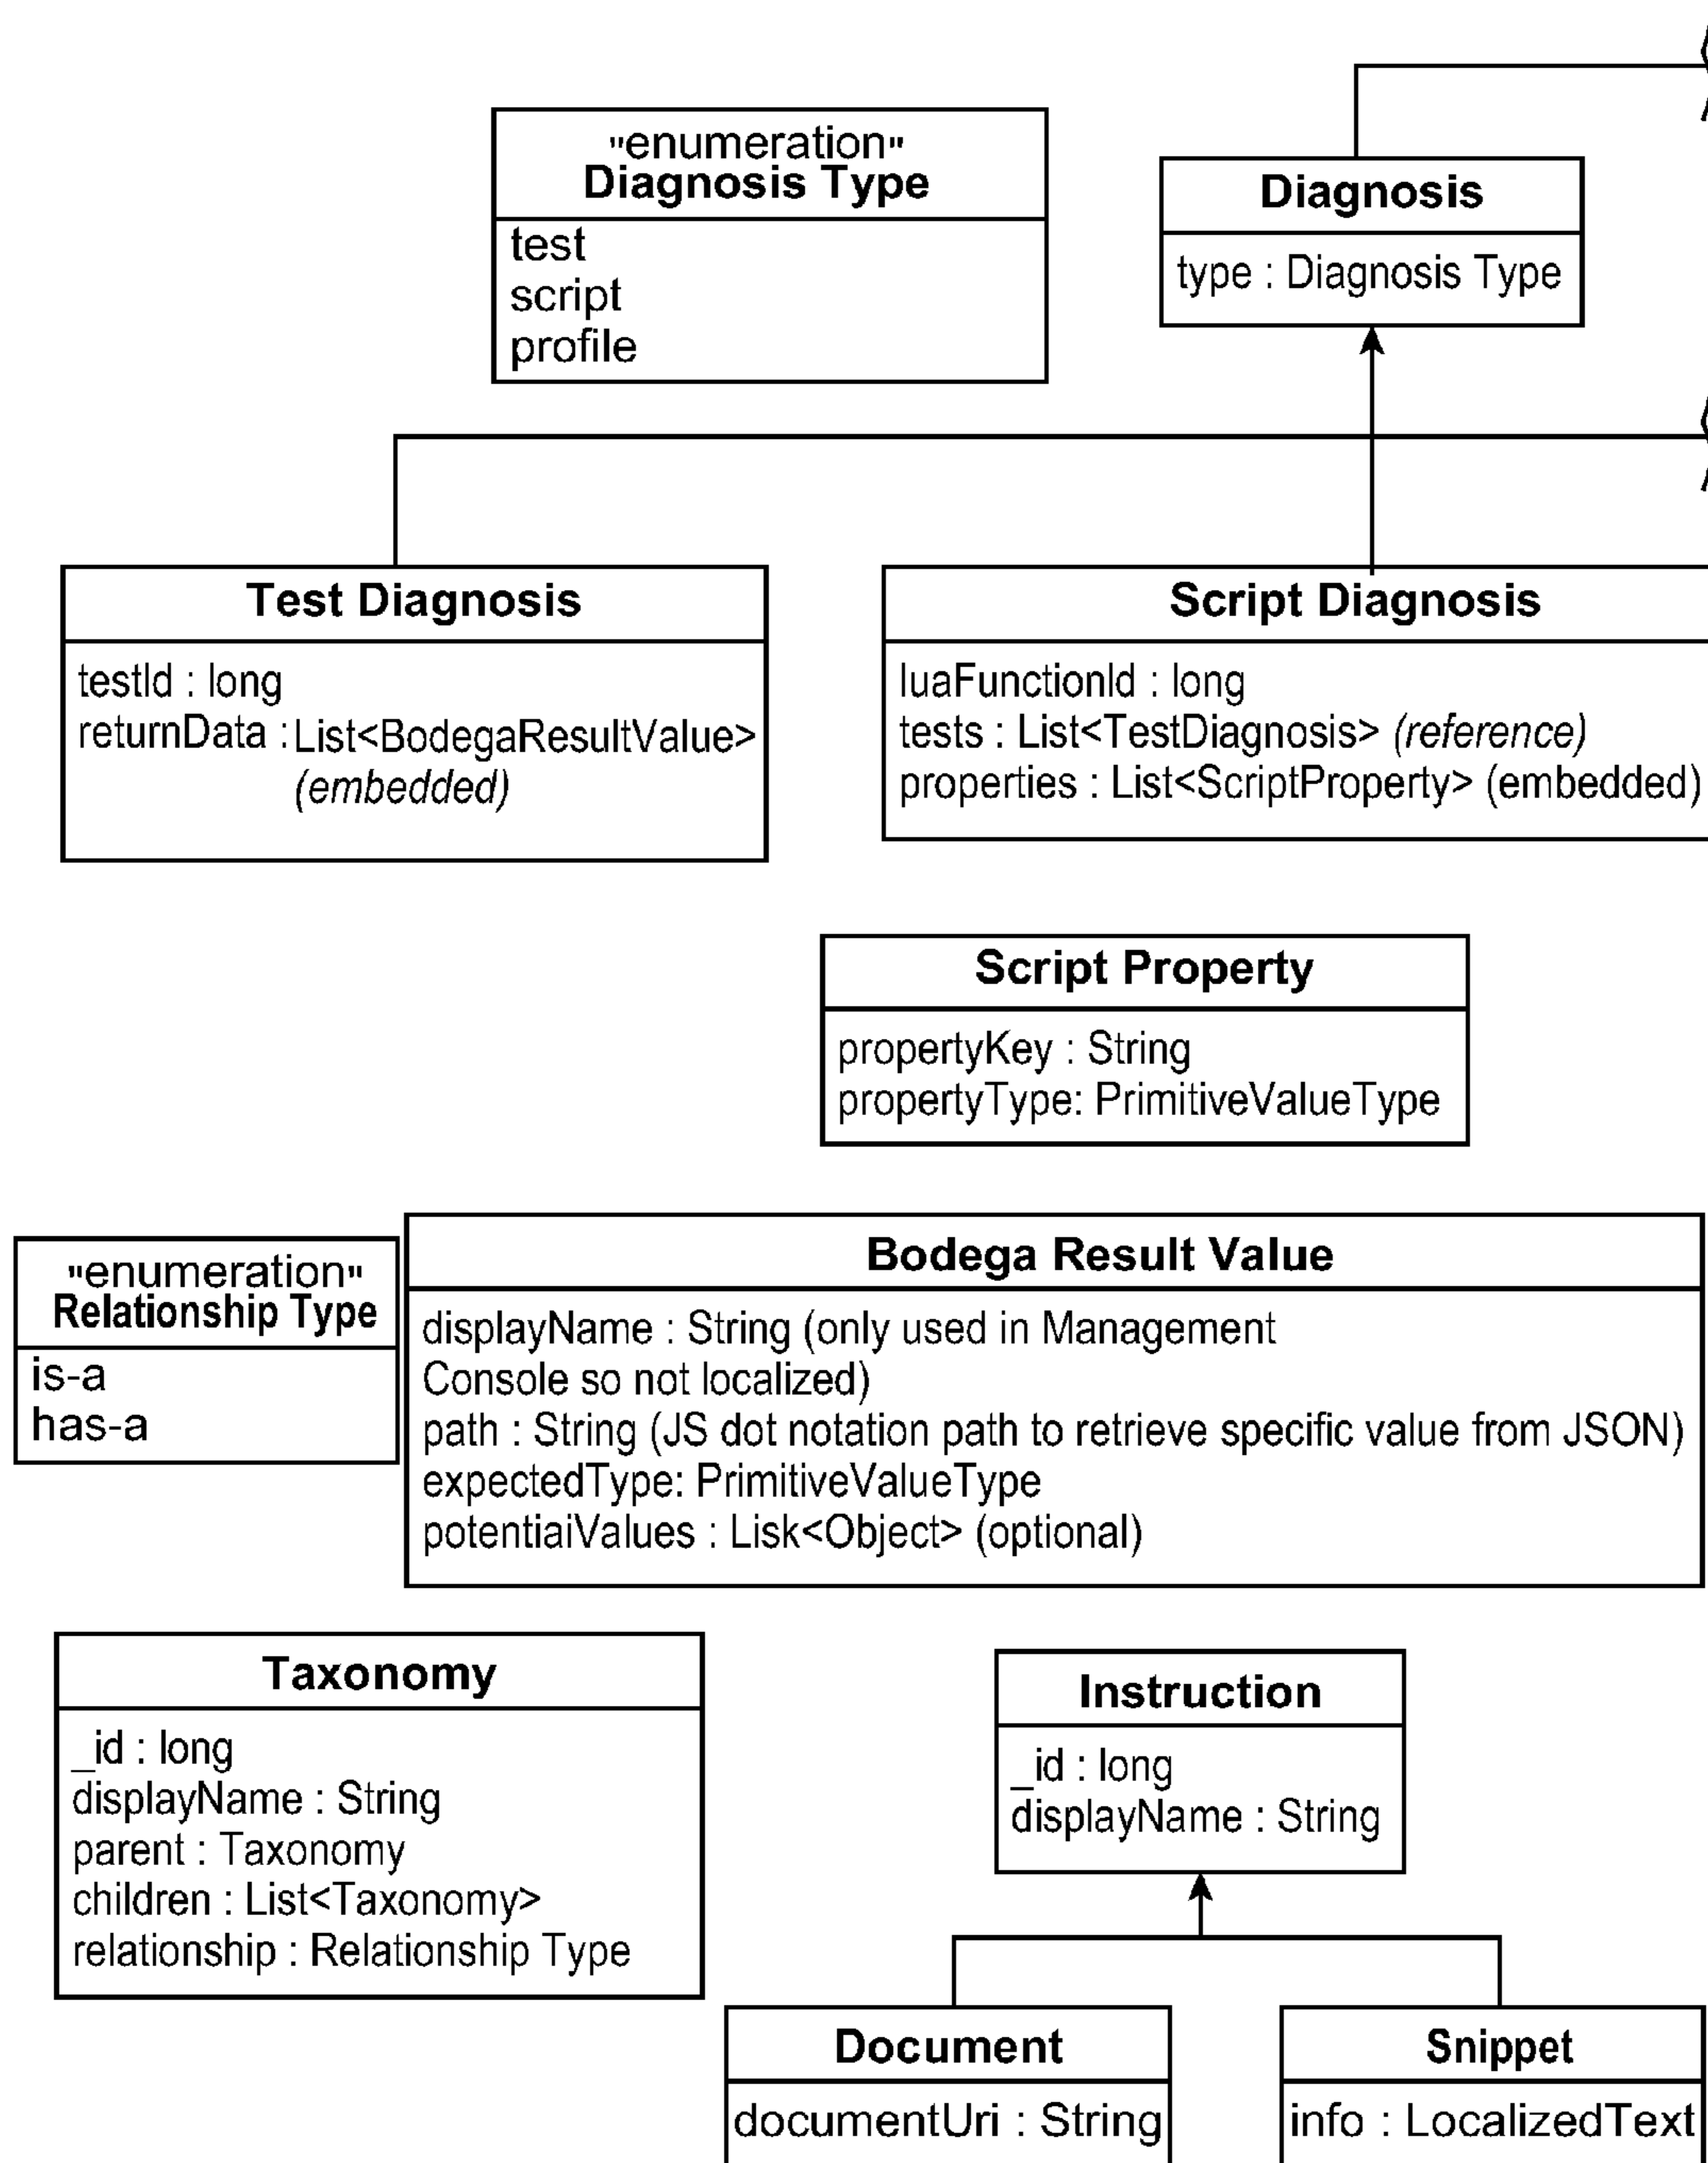 "enumeration"
Diagnosis Type
test
script
profile
Diagnosis
type : Diagnosis Type
Test Diagnosis
testId : long
returnData : List<BodegaResultValue>
(embedded)
Script Diagnosis
luaFunctionId : long
tests : List<TestDiagnosis> (reference)
properties : List<ScriptProperty> (embedded)
Script Property
propertyKey : String
propertyType: PrimitiveValueType
"enumeration"
Relationship Type
is-a
has-a
Bodega Result Value
displayName : String (only used in Management
Console so not localized)
path : String (JS dot notation path to retrieve specific value from JSON)
expectedType: PrimitiveValueType
potentiaiValues : Lisk<Object> (optional)
Taxonomy
_id : long
displayName : String
parent : Taxonomy
children : List<Taxonomy>
relationship : Relationship Type
Instruction
_id : long
displayName : String
Document
documentUri : String
Snippet
info : LocalizedText